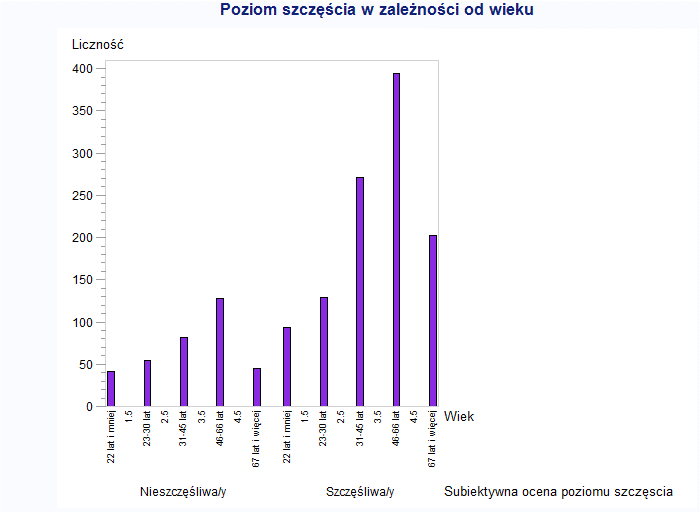 Poziom szczęścia w zależności od wieku
Liczność
400
350
300
250
200
150
100
50
0
22 lat i mniej
1.5
23-30 lat
2.5
31-45 lat
3.5
46-66 lat
4.5
67 lat i więcej
22 lat i mniej
1.5
23-30 lat
2.5
31-45 lat
3.5
46-66 lat
4.5
67 lat i więcej
Wiek
Nieszczęśliwa/y
Szczęśliwa/y
Subiektywna ocena poziomu szczęscia